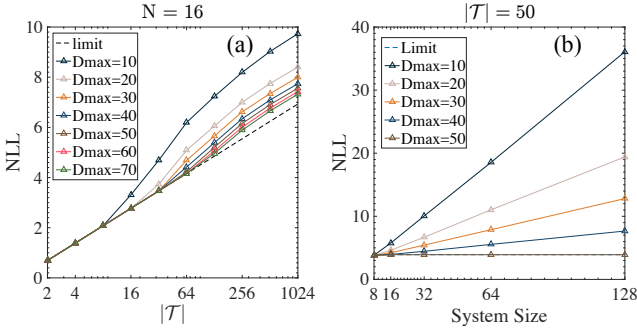 N = 16
(a)
NLL
10
8
6
4
2
0
limit
Dmax=10
Dmax=20
Dmax=30
Dmax=40
Dmax=50
Dmax=60
Dmax=70
2 4 16 64 256 1024
|𝒯|
|𝒯| = 50
(b)
NLL
40
30
20
10
0
Limit
Dmax=10
Dmax=20
Dmax=30
Dmax=40
Dmax=50
8 16 32 64 128
System Size